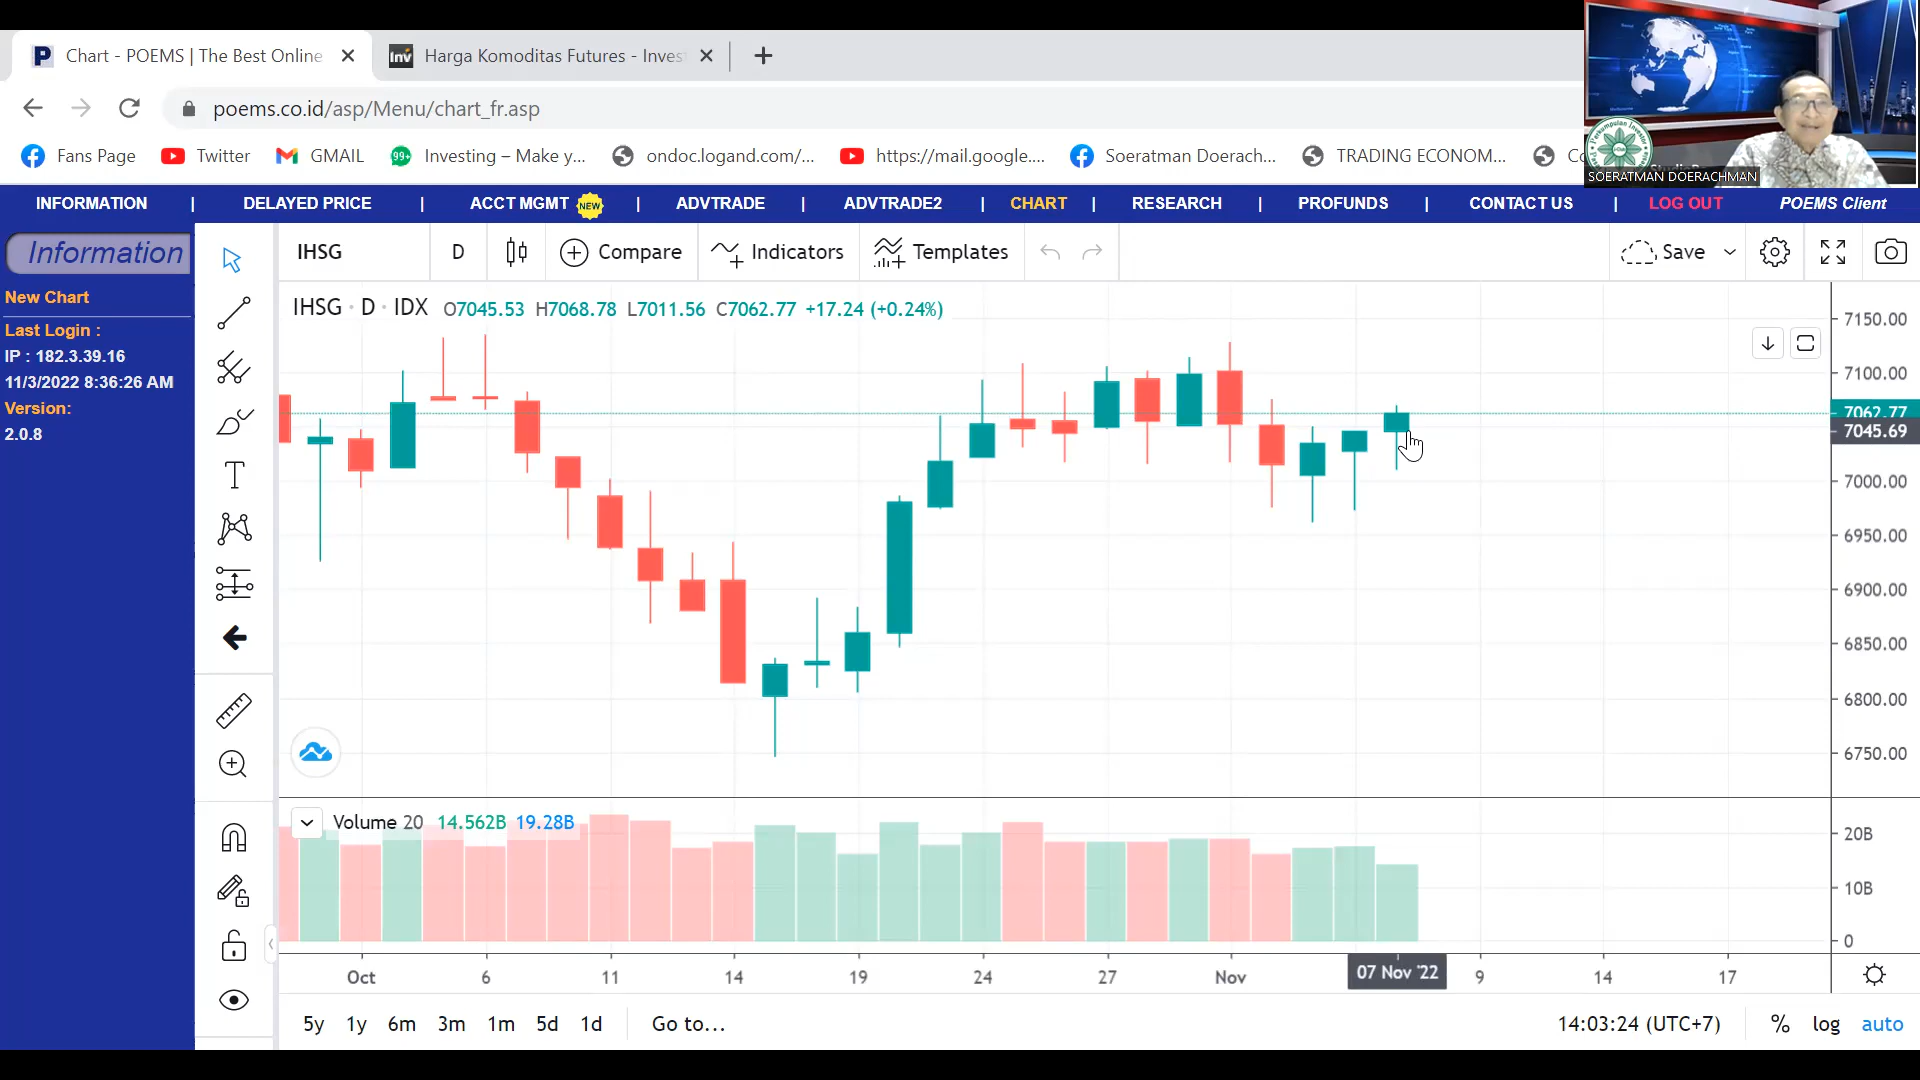 Chart - POEMS | The Best Online
Harga Komoditas Futures - Inves
poems.co.id/asp/Menu/chart_fr.asp
Fans Page
Twitter
GMAIL
99+
Investing – Make y...
ondoc.logand.com/...
https://mail.google....
Soeratman Doerach...
TRADING ECONOM...
SOERATMAN DOERACHMAN
INFORMATION | DELAYED PRICE | ACCT MGMT NEW | ADVTRADE | ADVTRADE2 | CHART | RESEARCH | PROFUNDS | CONTACT US | LOG OUT POEMS Client
Information
New Chart
Last Login :
IP : 182.3.39.16
11/3/2022 8:36:26 AM
Version:
2.0.8
IHSG D Compare Indicators Templates Save
IHSG · D · IDX O7045.53 H7068.78 L7011.56 C7062.77 +17.24 (+0.24%)
7150.00
7100.00
7062.77
7045.69
7000.00
6950.00
6900.00
6850.00
6800.00
6750.00
Volume 20 14.562B 19.28B
20B
10B
0
Oct 6 11 14 19 24 27 Nov 07 Nov '22 9 14 17
5y 1y 6m 3m 1m 5d 1d Go to... 14:03:24 (UTC+7) % log auto